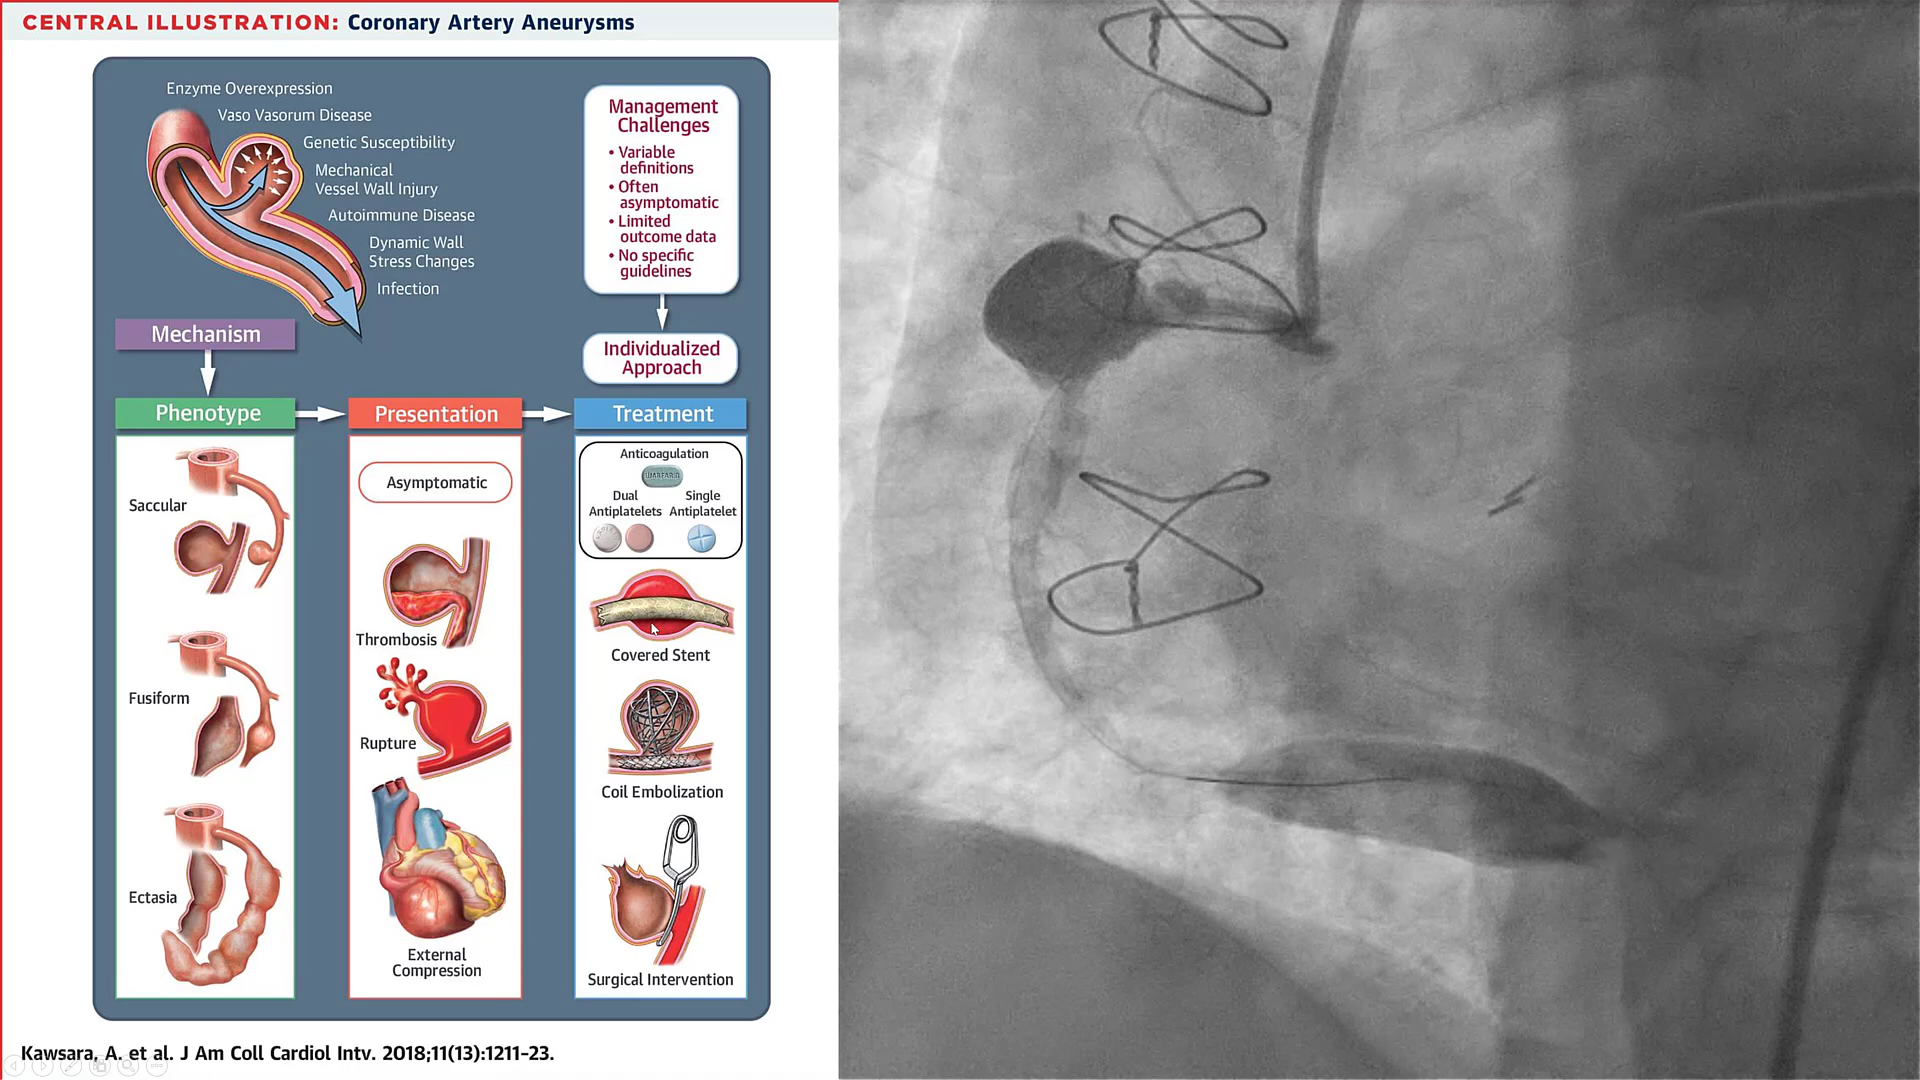 CENTRAL ILLUSTRATION: Coronary Artery Aneurysms
Enzyme Overexpression
Vaso Vasorum Disease
Genetic Susceptibility
Mechanical
Vessel Wall Injury
Autoimmune Disease
Dynamic Wall
Stress Changes
Infection
Management
Challenges
• Variable
definitions
• Often
asymptomatic
• Limited
outcome data
• No specific
guidelines
Individualized
Approach
Mechanism
Phenotype
Saccular
Fusiform
Ectasia
Presentation
Asymptomatic
Thrombosis
Rupture
External
Compression
Treatment
Anticoagulation
WARFARIN
Dual
Antiplatelets
Single
Antiplatelet
Covered Stent
Coil Embolization
Surgical Intervention
Kawsara, A. et al. J Am Coll Cardiol Intv. 2018;11(13):1211-23.